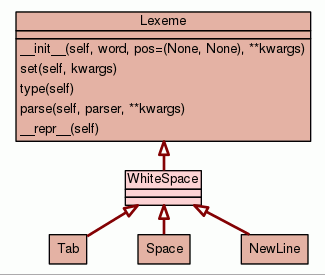 Lexeme
__init__(self, word, pos=(None, None), **kwargs)
set(self, kwargs)
type(self)
parse(self, parser, **kwargs)
__repr__(self)
WhiteSpace
Tab
Space
NewLine